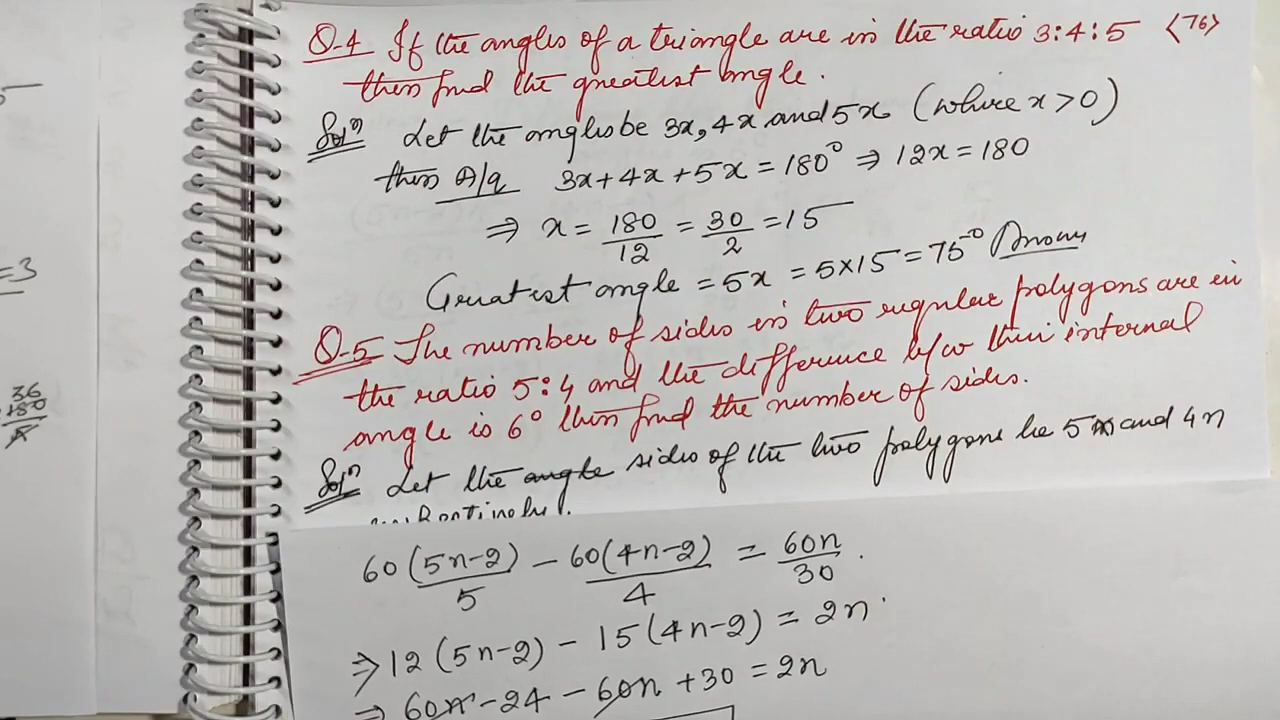 Q-4 If the angles of a triangle are in the ratio 3:4:5 <76>
then find the greatest angle.
Solⁿ Let the angles be 3x, 4x and 5x (where x > 0)
then A/q 3x+4x+5x = 180° ⇒ 12x = 180
⇒ x = 180/12 = 30/2 = 15
Greatest angle = 5x = 5×15 = 75° Answer
=3
Q-5 The number of sides in two regular polygons are in
the ratio 5:4 and the difference b/w their internal
angle is 6° then find the number of sides.
36
180
5
Solⁿ Let the angle sides of the two polygons be 5n and 4n
60(5n-2)/5 - 60(4n-2)/4 = 60n/30.
⇒ 12(5n-2) - 15(4n-2) = 2n.
⇒ 60n - 24 - 60n + 30 = 2n